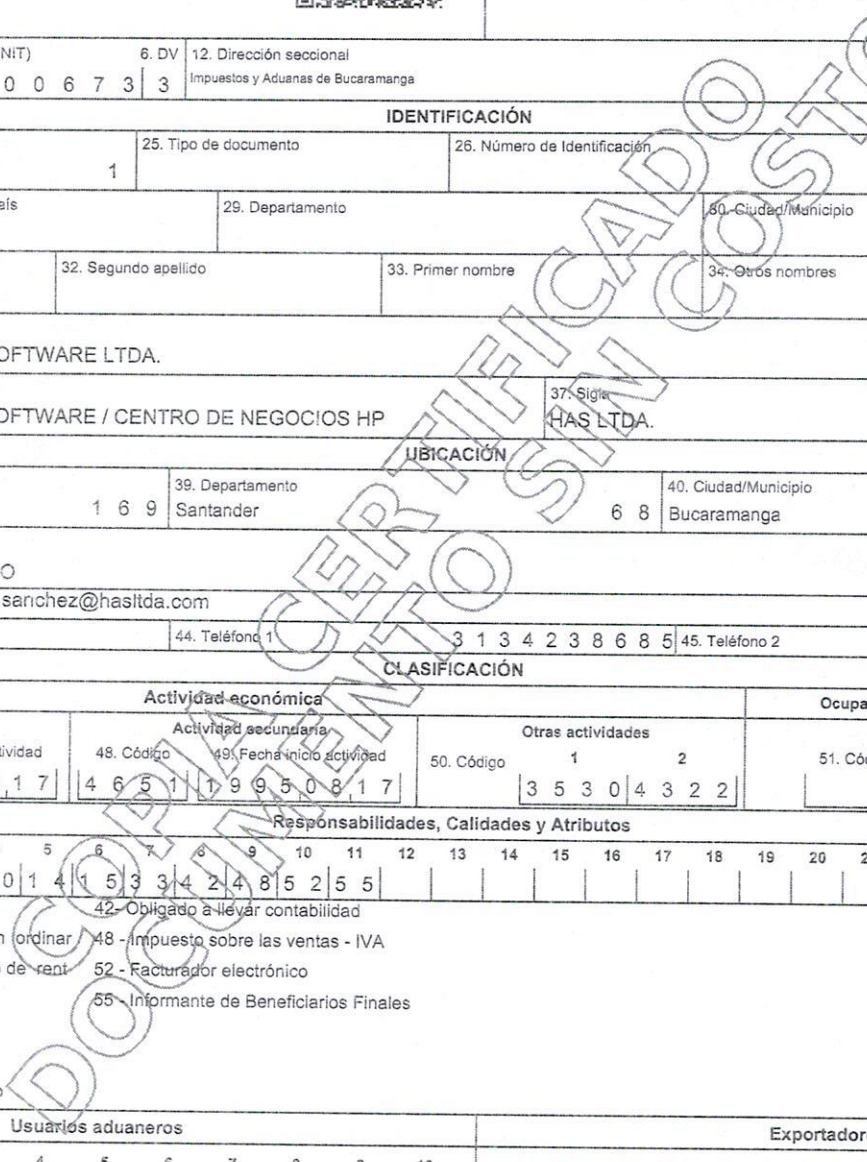 NIT)
6. DV
12. Dirección seccional
0 0 6 7 3 3
Impuestos y Aduanas de Bucaramanga
IDENTIFICACIÓN
25. Tipo de documento
26. Número de Identificación
1
aís
29. Departamento
30. Ciudad/Municipio
32. Segundo apellido
33. Primer nombre
34. Otros nombres
OFTWARE LTDA.
37. Sigla
OFTWARE / CENTRO DE NEGOCIOS HP
HAS LTDA.
UBICACIÓN
39. Departamento
40. Ciudad/Municipio
1 6 9
Santander
6 8
Bucaramanga
O
sanchez@hasltda.com
44. Teléfono 1
3 1 3 4 2 3 8 6 8 5
45. Teléfono 2
CLASIFICACIÓN
Actividad económica
Ocupa
Actividad secundaria
Otras actividades
tividad
48. Código
49. Fecha inicio actividad
50. Código
1
2
51. Có
1 7
4 6 5 1
1 9 9 5 0 8 1 7
3 5 3 0
4 3 2 2
Responsabilidades, Calidades y Atributos
5 6 7 8 9 10 11 12 13 14 15 16 17 18 19 20 2
0 1 4 1 5 3 3 4 2 4 8 5 2 5 5
42- Obligado a llevar contabilidad
n (ordinar
48 - Impuesto sobre las ventas - IVA
de rent
52 - Facturador electrónico
55 - Informante de Beneficiarios Finales
Usuarios aduaneros
Exportador
COPIA CERTIFICADO
DOCUMENTO SIN COSTO